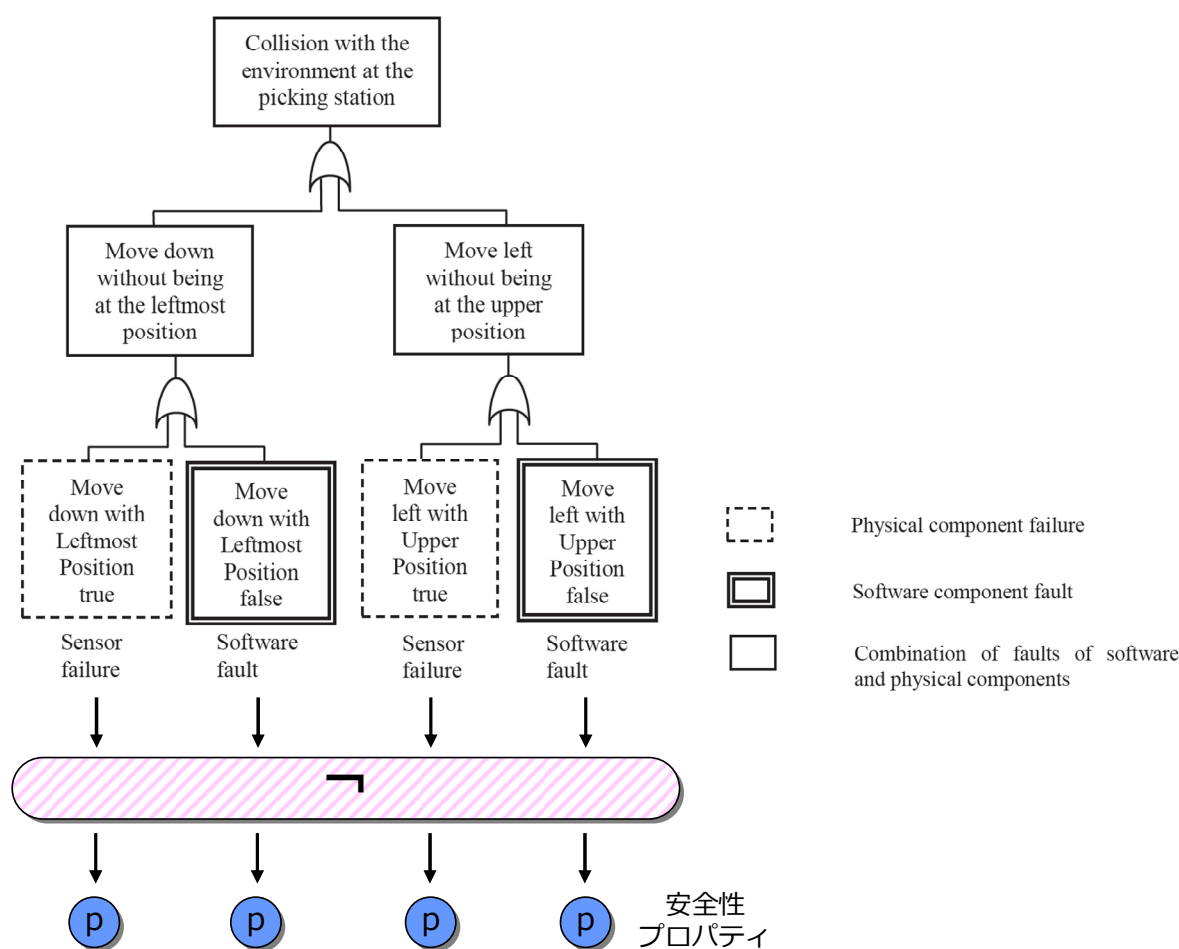 Collision with the
environment at the
picking station
Move down
without being
at the leftmost
position
Move left
without being
at the upper
position
Move
down with
Leftmost
Position
true
Move
down with
Leftmost
Position
false
Move
left with
Upper
Position
true
Move
left with
Upper
Position
false
Sensor
failure
Software
fault
Sensor
failure
Software
fault
Physical component failure
Software component fault
Combination of faults of software
and physical components
¬
p
p
p
p
安全性
プロパティ